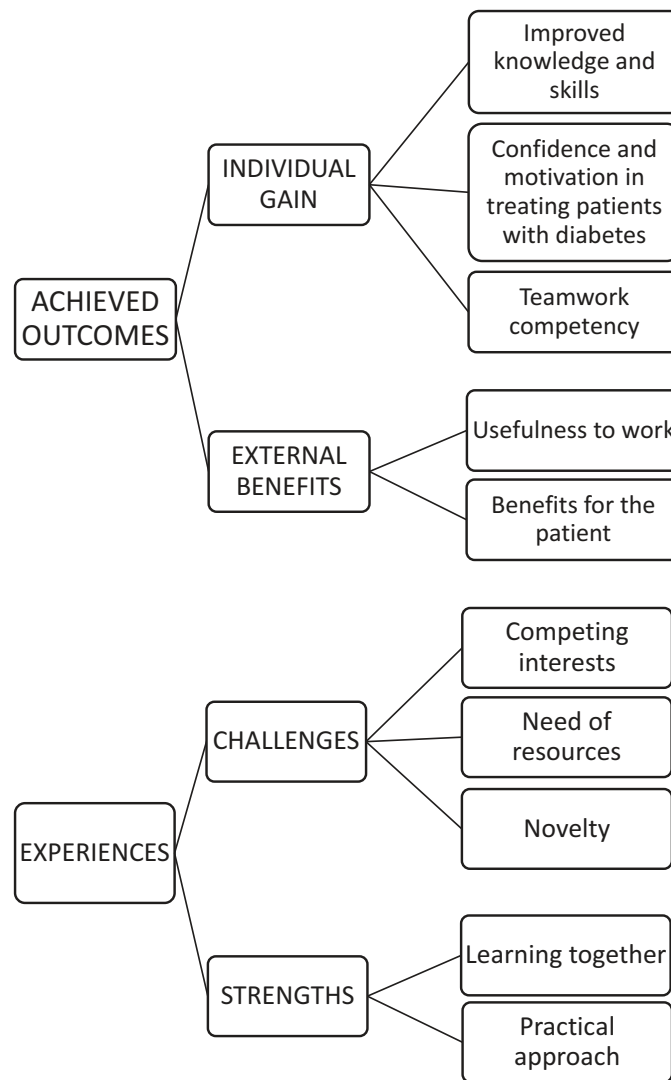 ACHIEVED
OUTCOMES
INDIVIDUAL
GAIN
Improved
knowledge and
skills
Confidence and
motivation in
treating patients
with diabetes
Teamwork
competency
EXTERNAL
BENEFITS
Usefulness to work
Benefits for the
patient
EXPERIENCES
CHALLENGES
Competing
interests
Need of
resources
Novelty
STRENGTHS
Learning together
Practical
approach